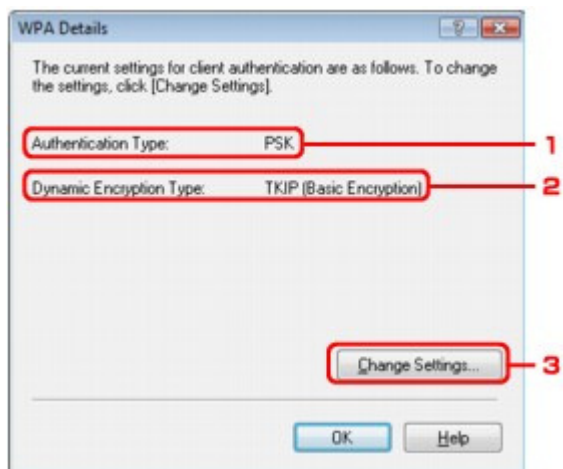 WPA Details
The current settings for client authentication are as follows. To change
the settings, click [Change Settings].
Authentication Type: PSK 1
Dynamic Encryption Type: TKIP (Basic Encryption) 2
Change Settings... 3
OK Help